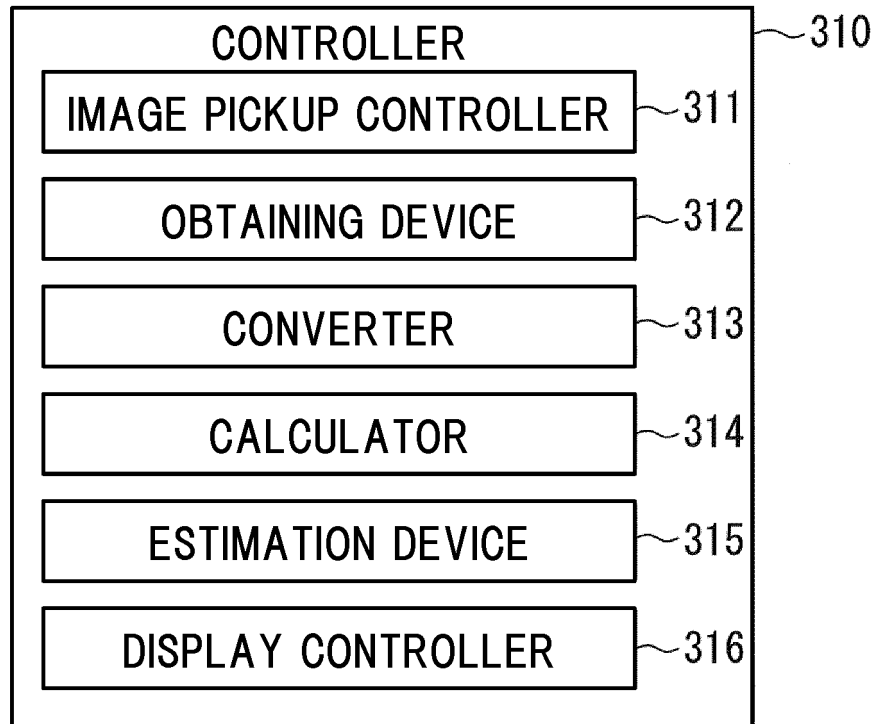 CONTROLLER
310
IMAGE PICKUP CONTROLLER 311
OBTAINING DEVICE 312
CONVERTER 313
CALCULATOR 314
ESTIMATION DEVICE 315
DISPLAY CONTROLLER 316